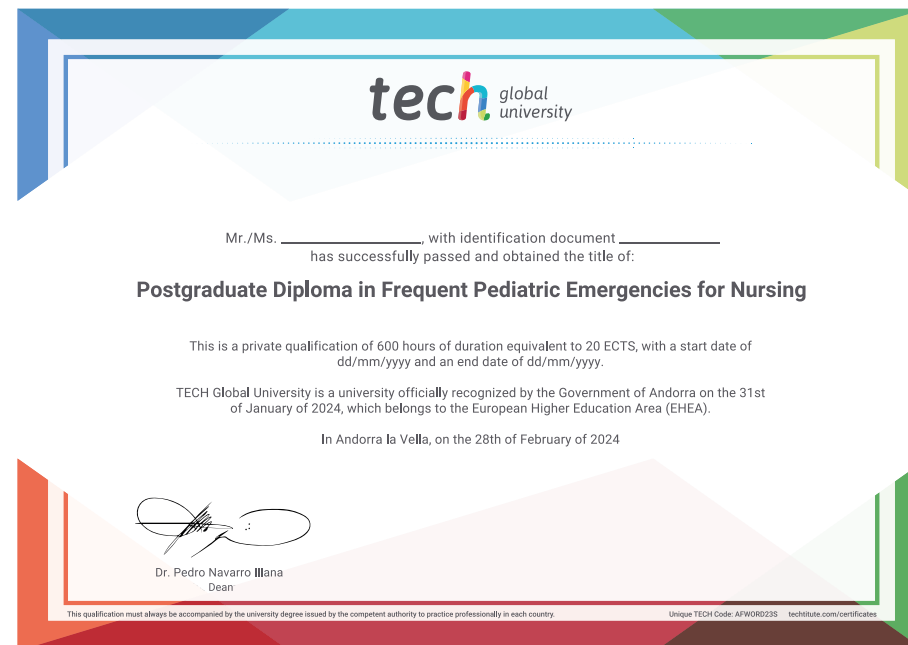 tech global university
Mr./Ms. ____________, with identification document ____________
has successfully passed and obtained the title of:
Postgraduate Diploma in Frequent Pediatric Emergencies for Nursing
This is a private qualification of 600 hours of duration equivalent to 20 ECTS, with a start date of
dd/mm/yyyy and an end date of dd/mm/yyyy.
TECH Global University is a university officially recognized by the Government of Andorra on the 31st
of January of 2024, which belongs to the European Higher Education Area (EHEA).
In Andorra la Vella, on the 28th of February of 2024
Dr. Pedro Navarro Illana
Dean
This qualification must always be accompanied by the university degree issued by the competent authority to practice professionally in each country.
Unique TECH Code: AFWORD23S techtitute.com/certificates